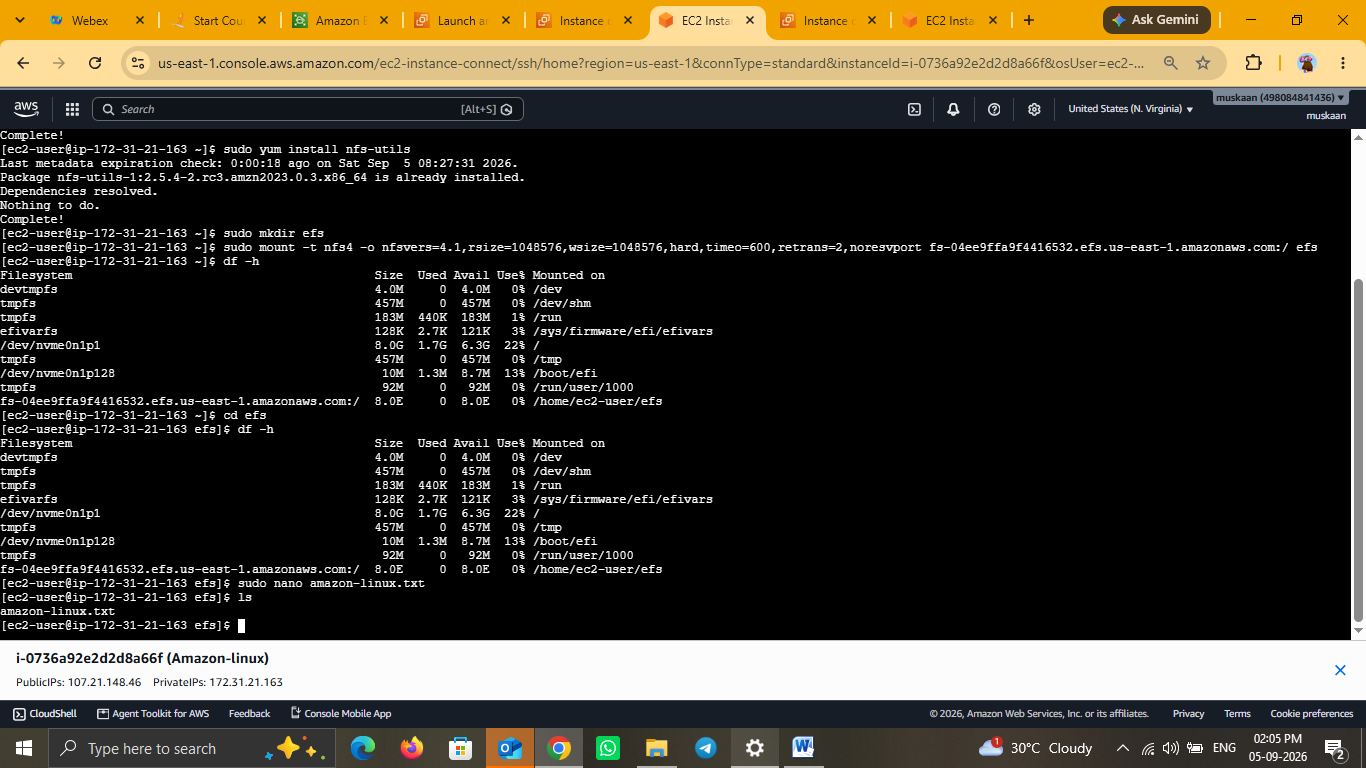 Webex
Start Cou
Amazon E
Launch a
Instance c
EC2 Insta
Instance c
EC2 Insta
Ask Gemini
us-east-1.console.aws.amazon.com/ec2-instance-connect/ssh/home?region=us-east-1&connType=standard&instanceId=i-0736a92e2d2d8a66f&osUser=ec2-...
aws
Search
[Alt+S]
United States (N. Virginia)
muskaan (498084841436)
muskaan
Complete!
[ec2-user@ip-172-31-21-163 ~]$ sudo yum install nfs-utils
Last metadata expiration check: 0:00:18 ago on Sat Sep  5 08:27:31 2026.
Package nfs-utils-1:2.5.4-2.rc3.amzn2023.0.3.x86_64 is already installed.
Dependencies resolved.
Nothing to do.
Complete!
[ec2-user@ip-172-31-21-163 ~]$ sudo mkdir efs
[ec2-user@ip-172-31-21-163 ~]$ sudo mount -t nfs4 -o nfsvers=4.1,rsize=1048576,wsize=1048576,hard,timeo=600,retrans=2,noresvport fs-04ee9ffa9f4416532.efs.us-east-1.amazonaws.com:/ efs
[ec2-user@ip-172-31-21-163 ~]$ df -h
Filesystem Size Used Avail Use% Mounted on
devtmpfs 4.0M 0 4.0M 0% /dev
tmpfs 457M 0 457M 0% /dev/shm
tmpfs 183M 440K 183M 1% /run
efivarfs 128K 2.7K 121K 3% /sys/firmware/efi/efivars
/dev/nvme0n1p1 8.0G 1.7G 6.3G 22% /
tmpfs 457M 0 457M 0% /tmp
/dev/nvme0n1p128 10M 1.3M 8.7M 13% /boot/efi
tmpfs 92M 0 92M 0% /run/user/1000
fs-04ee9ffa9f4416532.efs.us-east-1.amazonaws.com:/ 8.0E 0 8.0E 0% /home/ec2-user/efs
[ec2-user@ip-172-31-21-163 ~]$ cd efs
[ec2-user@ip-172-31-21-163 efs]$ df -h
Filesystem Size Used Avail Use% Mounted on
devtmpfs 4.0M 0 4.0M 0% /dev
tmpfs 457M 0 457M 0% /dev/shm
tmpfs 183M 440K 183M 1% /run
efivarfs 128K 2.7K 121K 3% /sys/firmware/efi/efivars
/dev/nvme0n1p1 8.0G 1.7G 6.3G 22% /
tmpfs 457M 0 457M 0% /tmp
/dev/nvme0n1p128 10M 1.3M 8.7M 13% /boot/efi
tmpfs 92M 0 92M 0% /run/user/1000
fs-04ee9ffa9f4416532.efs.us-east-1.amazonaws.com:/ 8.0E 0 8.0E 0% /home/ec2-user/efs
[ec2-user@ip-172-31-21-163 efs]$ sudo nano amazon-linux.txt
[ec2-user@ip-172-31-21-163 efs]$ ls
amazon-linux.txt
[ec2-user@ip-172-31-21-163 efs]$
i-0736a92e2d2d8a66f (Amazon-linux)
PublicIPs: 107.21.148.46 PrivateIPs: 172.31.21.163
CloudShell
Agent Toolkit for AWS
Feedback
Console Mobile App
© 2026, Amazon Web Services, Inc. or its affiliates.
Privacy
Terms
Cookie preferences
Type here to search
1
30°C Cloudy
ENG
02:05 PM
05-09-2026
2